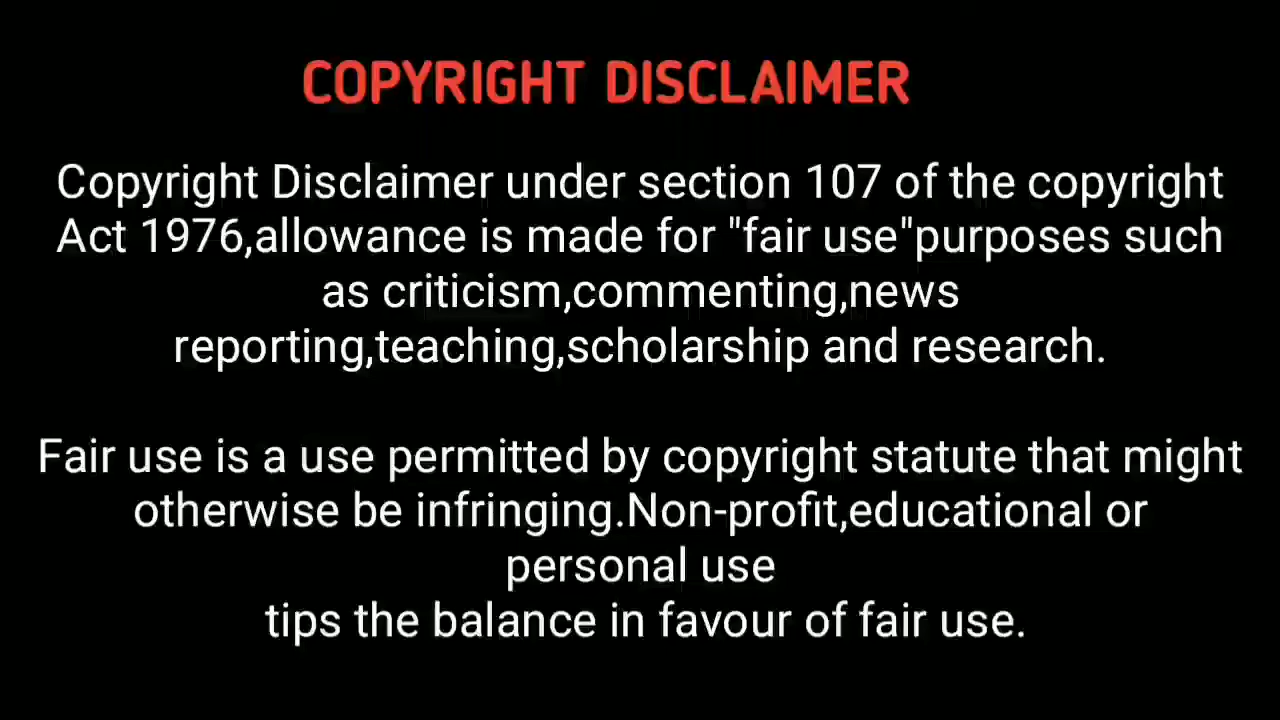 COPYRIGHT DISCLAIMER
Copyright Disclaimer under section 107 of the copyright
Act 1976,allowance is made for "fair use"purposes such
as criticism,commenting,news
reporting,teaching,scholarship and research.
Fair use is a use permitted by copyright statute that might
otherwise be infringing.Non-profit,educational or
personal use
tips the balance in favour of fair use.